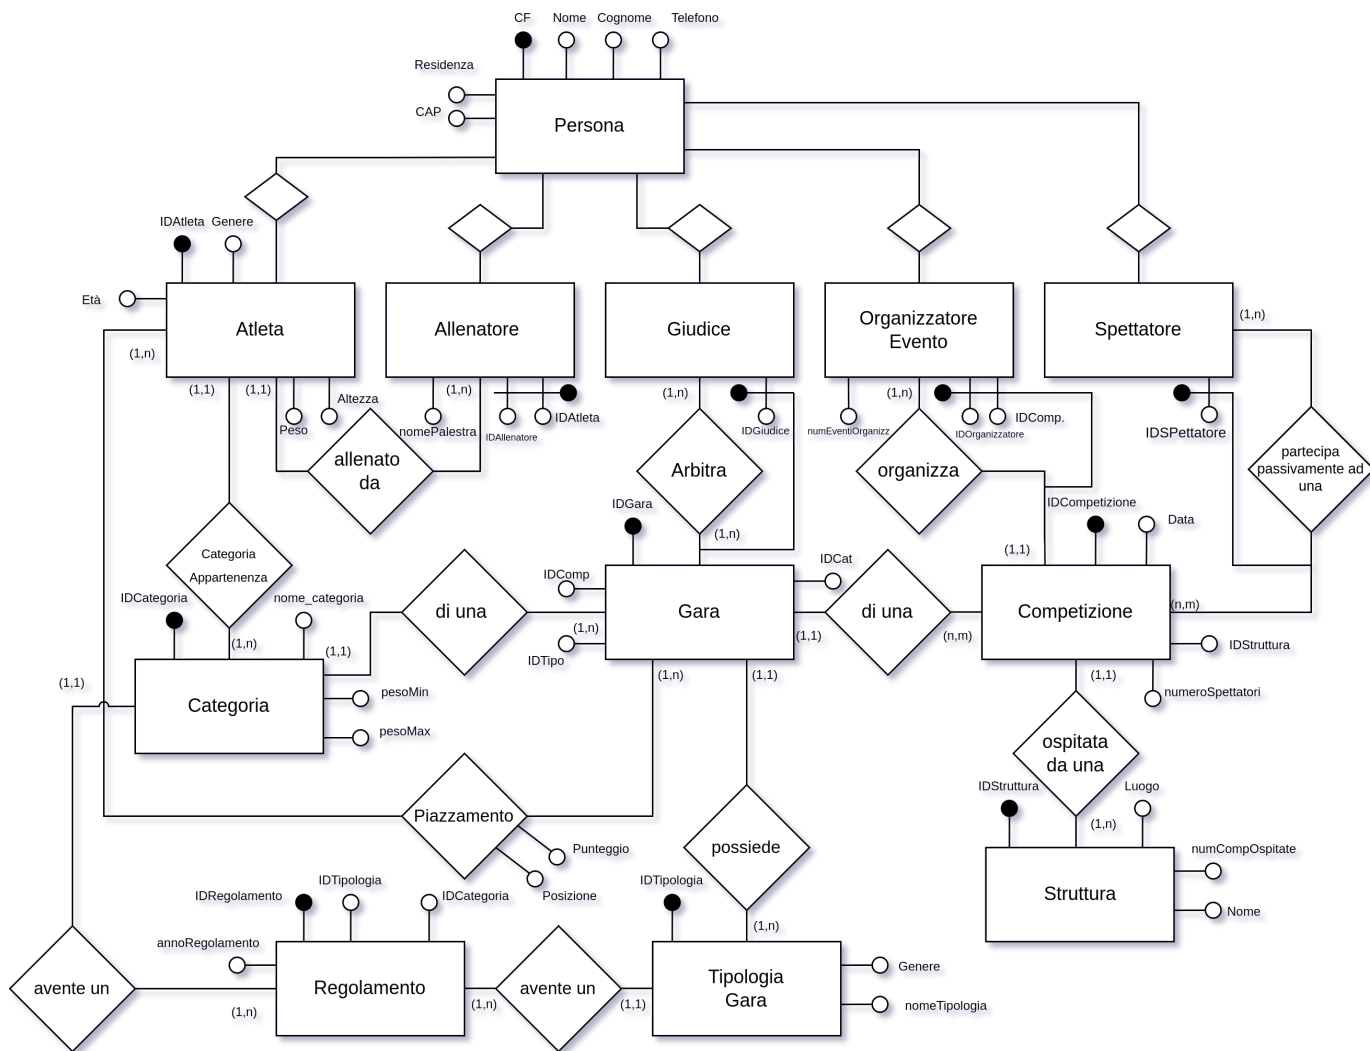 CF
Nome
Cognome
Telefono
Residenza
CAP
Persona
IDAtleta
Genere
Età
Atleta
Allenatore
Giudice
Organizzatore
Evento
Spettatore
(1,n)
(1,n)
(1,1)
(1,1)
Peso
Altezza
(1,n)
nomePalestra
IDAllenatore
IDAtleta
(1,n)
IDGiudice
numEventiOrganizz
(1,n)
IDOrganizzatore
IDComp.
IDSPettatore
allenato
da
Arbitra
organizza
partecipa
passivamente ad
una
IDGara
(1,n)
IDCompetizione
Data
(1,1)
Categoria
Appartenenza
IDCategoria
nome_categoria
(1,n)
(1,1)
di una
IDComp
(1,n)
IDTipo
Gara
IDCat
(1,1)
di una
(n,m)
Competizione
(n,m)
IDStruttura
numeroSpettatori
(1,1)
(1,1)
Categoria
pesoMin
pesoMax
(1,n)
(1,1)
ospitata
da una
IDStruttura
Luogo
(1,n)
numCompOspitate
Nome
Struttura
Piazzamento
Punteggio
Posizione
possiede
IDRegolamento
IDTipologia
IDCategoria
IDTipologia
(1,n)
annoRegolamento
avente un
(1,n)
Regolamento
(1,n)
avente un
(1,1)
Tipologia
Gara
Genere
nomeTipologia